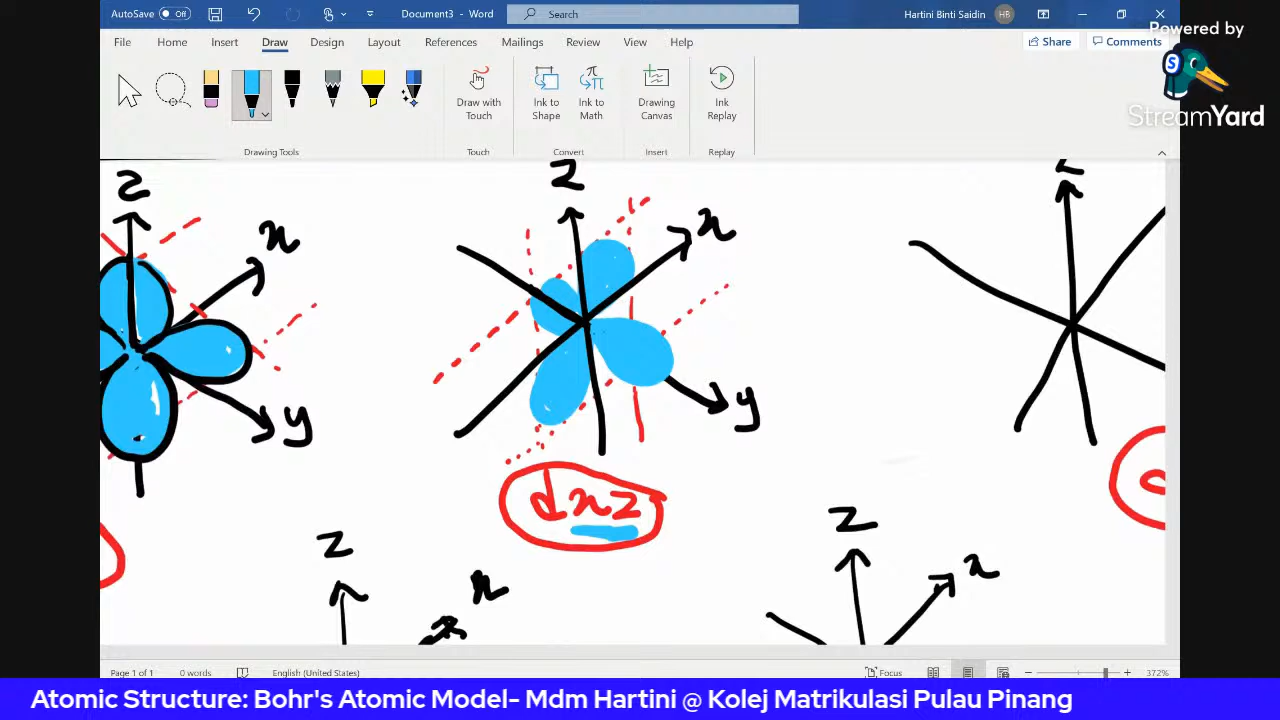 AutoSave Off Document3 - Word Search Hartini Binti Saidin HB
Powered by
StreamYard
File Home Insert Draw Design Layout References Mailings Review View Help Share Comments
Draw with Touch
Ink to Shape
Ink to Math
Drawing Canvas
Ink Replay
Drawing Tools Touch Convert Insert Replay
z x y
z x y
dxz
z
z x
z x
Page 1 of 1 0 words English (United States) Focus 372%
Atomic Structure: Bohr's Atomic Model- Mdm Hartini @ Kolej Matrikulasi Pulau Pinang